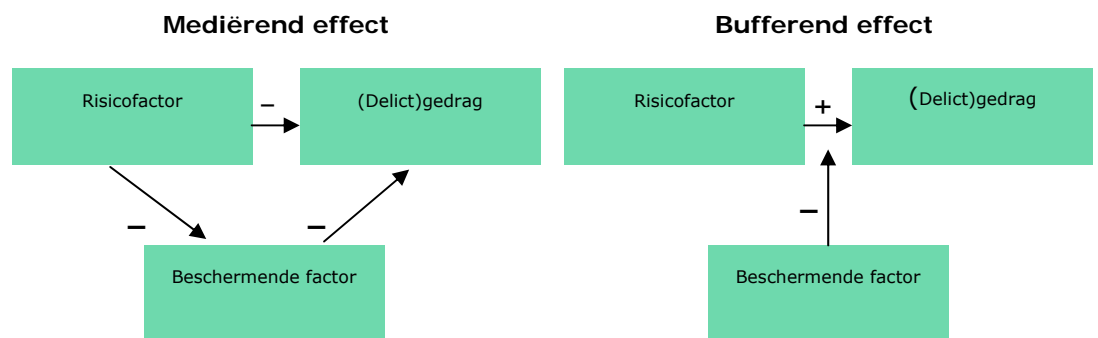 Mediërend effect
Bufferend effect
Risicofactor
–
(Delict)gedrag
Risicofactor
+
(Delict)gedrag
–
–
–
Beschermende factor
Beschermende factor